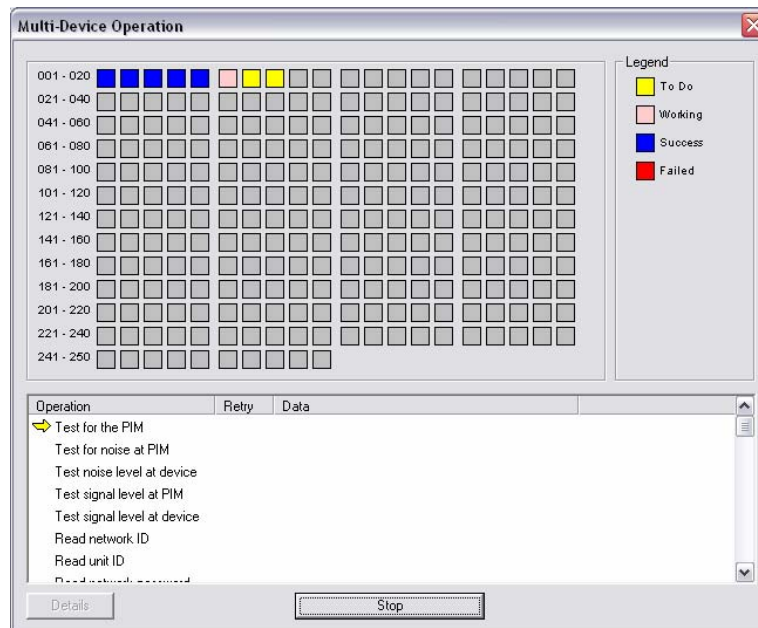 Multi-Device Operation
Legend
001 - 020
To Do
021 - 040
Working
041 - 060
061 - 080
Success
081 - 100
Failed
101 - 120
121 - 140
141 - 160
161 - 180
181 - 200
201 - 220
221 - 240
241 - 250
Operation Retry Data
Test for the PIM
Test for noise at PIM
Test noise level at device
Test signal level at PIM
Test signal level at device
Read network ID
Read unit ID
Read network password
Details Stop